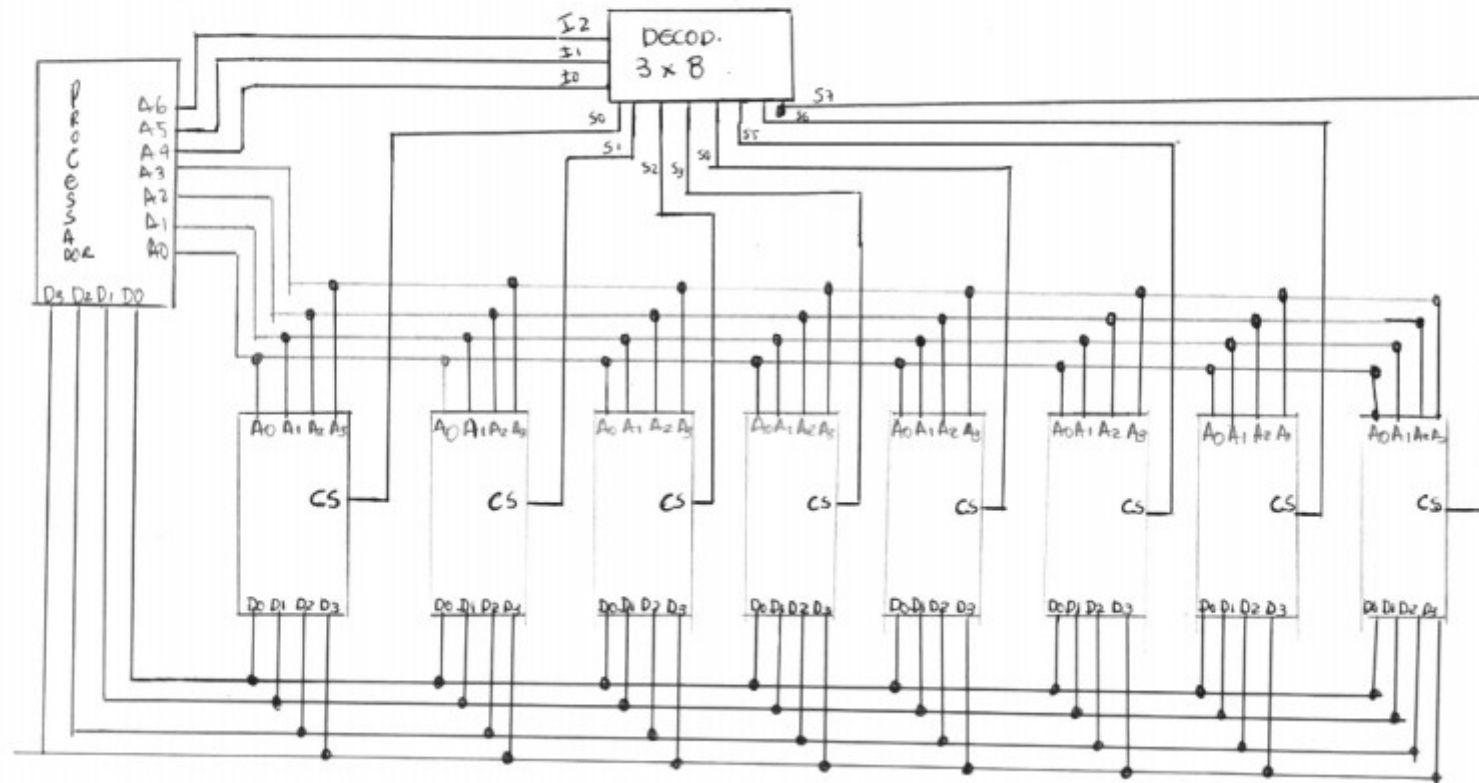 I2
I1
I0
DECOD.
3 x 8
S0
S1
S2
S3
S4
S5
S6
S7
PROCESSADOR
A6
A5
A4
A3
A2
A1
A0
D3 D2 D1 D0
A0 A1 A2 A3
A0 A1 A2 A3
A0 A1 A2 A3
A0 A1 A2 A3
A0 A1 A2 A3
A0 A1 A2 A3
A0 A1 A2 A3
A0 A1 A2 A3
CS
CS
CS
CS
CS
CS
CS
CS
D0 D1 D2 D3
D0 D1 D2 D3
D0 D1 D2 D3
D0 D1 D2 D3
D0 D1 D2 D3
D0 D1 D2 D3
D0 D1 D2 D3
D0 D1 D2 D3